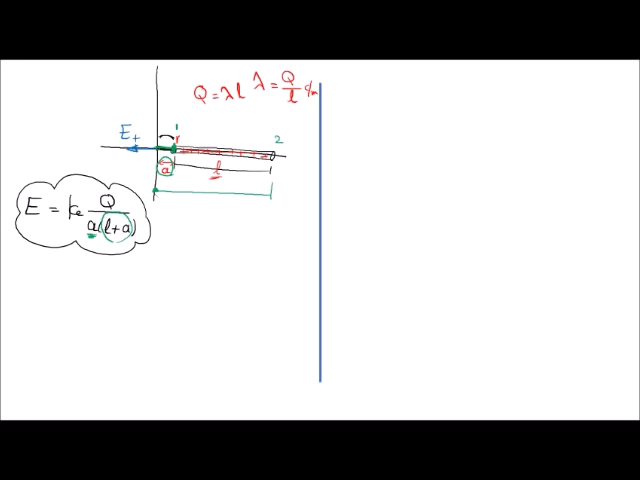 Q = λl λ = Q/l c/m
E+ 1 r 2
a l
E = ke Q/a(l+a)